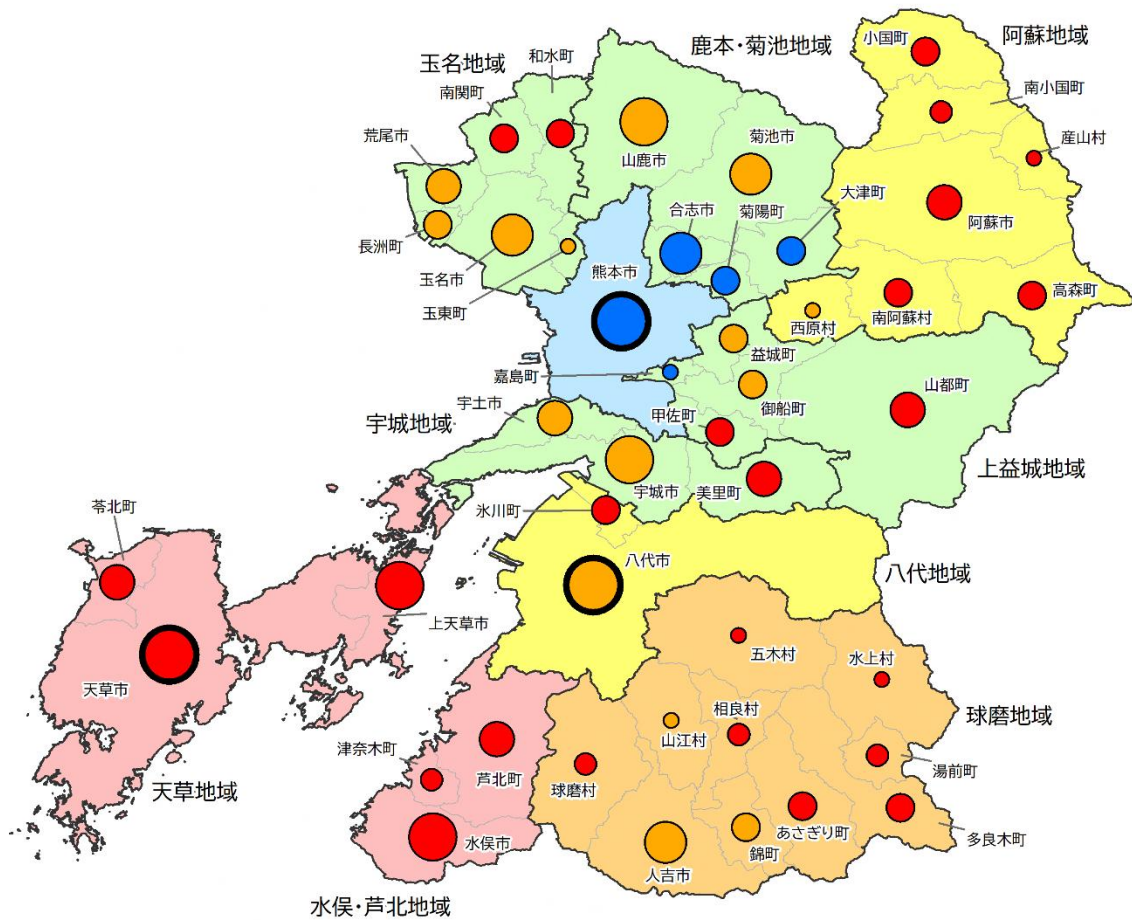 小国町
阿蘇地域
鹿本・菊池地域
玉名地域
和水町
南関町
南小国町
荒尾市
菊池市
産山村
山鹿市
大津町
合志市
菊陽町
阿蘇市
長洲町
玉名市
熊本市
玉東町
高森町
西原村
南阿蘇村
益城町
嘉島町
山都町
宇土市
御船町
甲佐町
宇城地域
上益城地域
宇城市
美里町
氷川町
苓北町
八代市
八代地域
上天草市
五木村
水上村
天草市
相良村
球磨地域
山江村
津奈木町
芦北町
球磨村
湯前町
天草地域
あさぎり町
水俣市
錦町
多良木町
人吉市
水俣・芦北地域